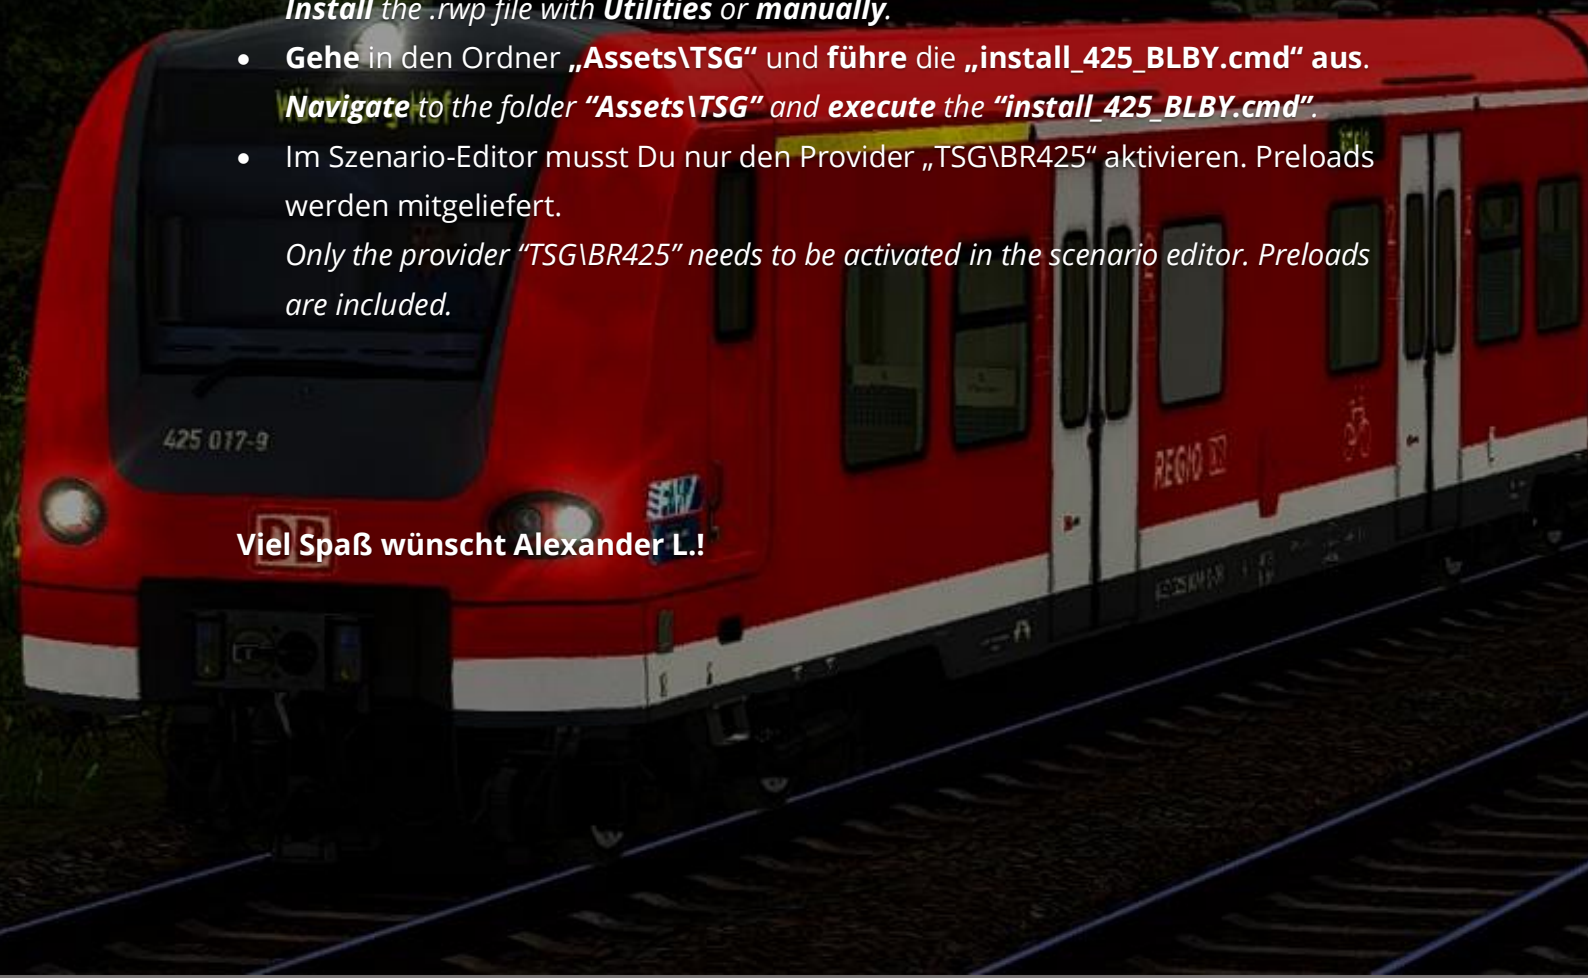 Install the .rwp file with Utilities or manually.
• Gehe in den Ordner „Assets\TSG“ und führe die „install_425_BLBY.cmd“ aus.
Navigate to the folder “Assets\TSG” and execute the “install_425_BLBY.cmd”.
• Im Szenario-Editor musst Du nur den Provider „TSG\BR425“ aktivieren. Preloads
werden mitgeliefert.
Only the provider “TSG\BR425” needs to be activated in the scenario editor. Preloads
are included.
425 017-9
REGIO DB
DB
Viel Spaß wünscht Alexander L.!